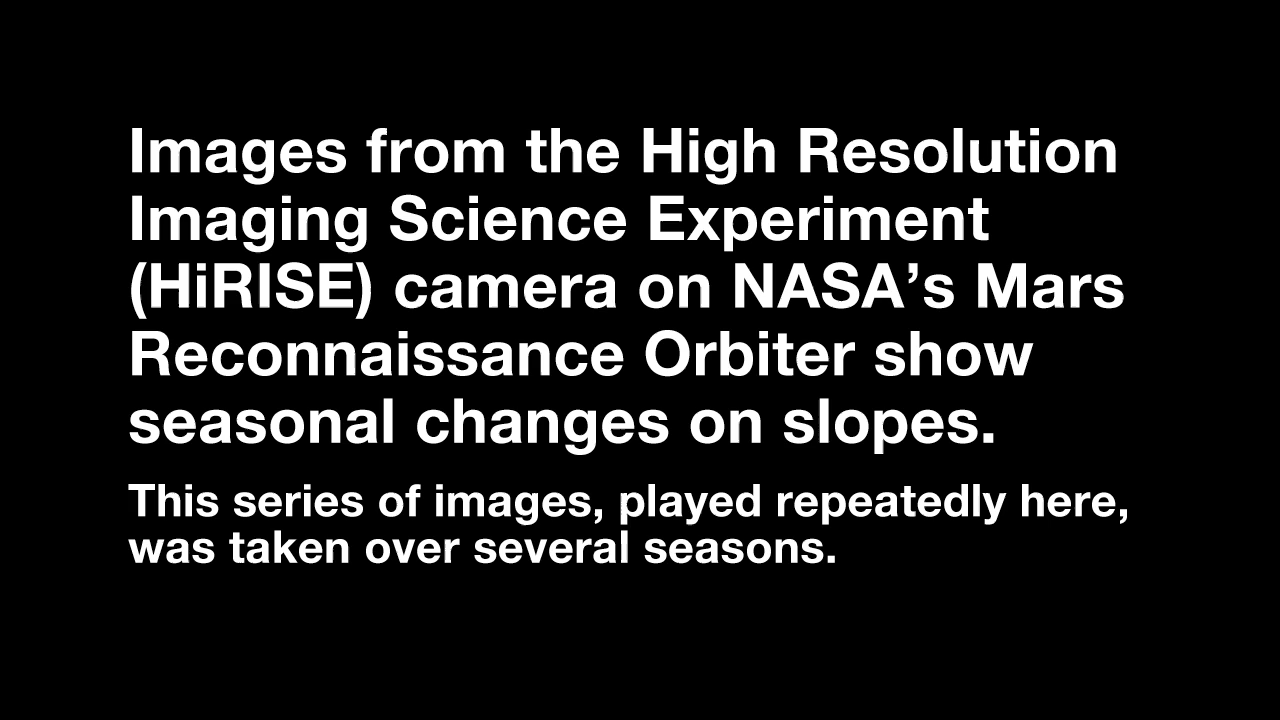 Images from the High Resolution
Imaging Science Experiment
(HiRISE) camera on NASA’s Mars
Reconnaissance Orbiter show
seasonal changes on slopes.
This series of images, played repeatedly here,
was taken over several seasons.